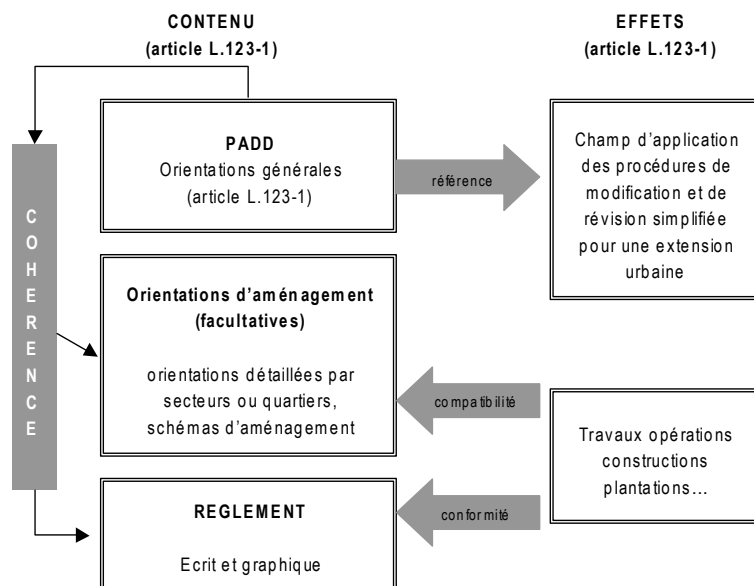 CONTENU
(article L.123-1)
EFFETS
(article L.123-1)
COHERENCE
PADD
Orientations générales
(article L.123-1)
référence
Champ d'application
des procédures de
modification et de
révision simplifiée
pour une extension
urbaine
Orientations d'aménagement
(facultatives)
orientations détaillées par
secteurs ou quartiers,
schémas d'aménagement
compatibilité
Travaux opérations
constructions
plantations...
conformité
REGLEMENT
Ecrit et graphique